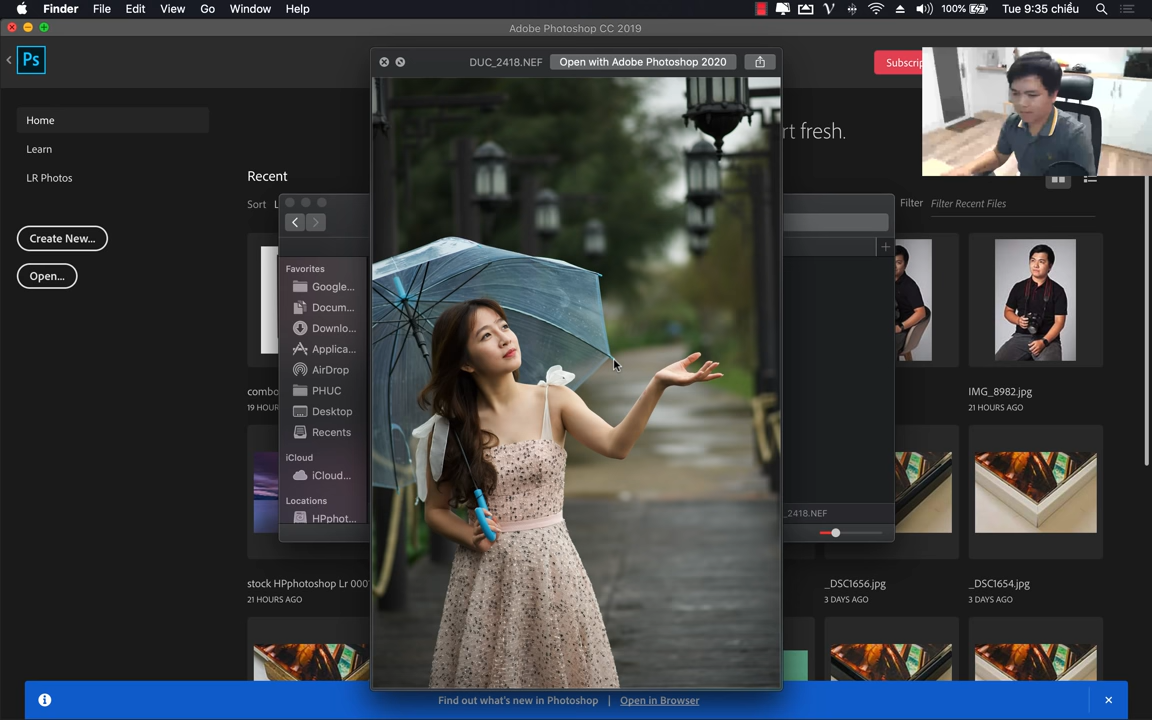 Finder File Edit View Go Window Help
100% Tue 9:35 chiều
Adobe Photoshop CC 2019
Ps
DUC_2418.NEF
Open with Adobe Photoshop 2020
Home
Learn
LR Photos
Create New...
Open...
rt fresh.
Recent
Sort
Filter Filter Recent Files
Favorites
Google...
Docum...
Downlo...
Applica...
AirDrop
PHUC
Desktop
Recents
iCloud
iCloud...
Locations
HPphot...
_2418.NEF
combo
IMG_8982.jpg
21 HOURS AGO
stock HPphotoshop Lr 000
21 HOURS AGO
_DSC1656.jpg
3 DAYS AGO
_DSC1654.jpg
3 DAYS AGO
Find out what's new in Photoshop | Open in Browser